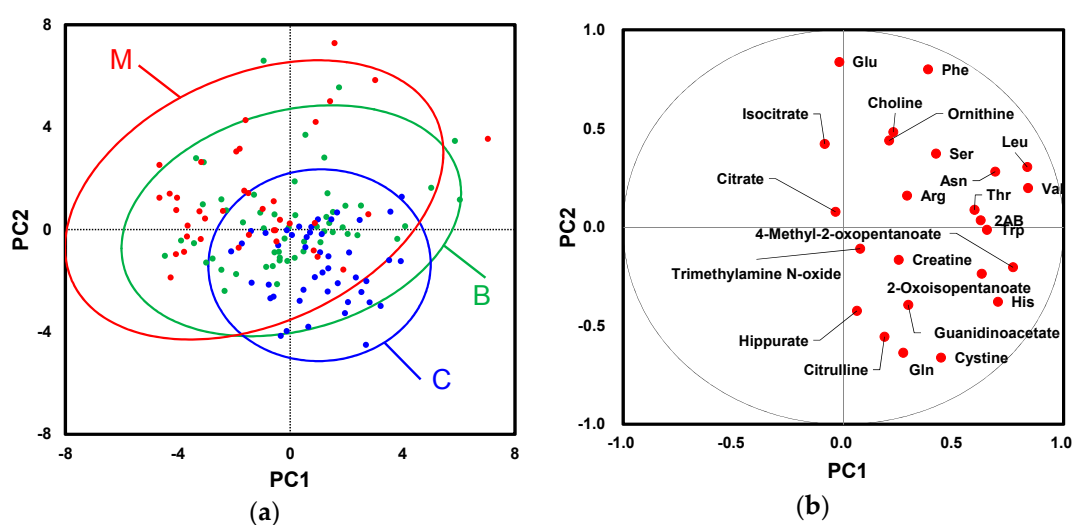 8
4
0
-4
-8
-8
-4
0
4
8
PC2
PC1
M
B
C
(a)
1.0
0.5
0.0
-0.5
-1.0
-1.0
0.0
0.5
1.0
PC2
PC1
Glu
Phe
Choline
Isocitrate
Ornithine
Leu
Ser
Asn
Citrate
Arg
Thr
Val
2AB
4-Methyl-2-oxopentanoate
Trp
Trimethylamine N-oxide
Creatine
2-Oxoisopentanoate
His
Hippurate
Guanidinoacetate
Citrulline
Gln
Cystine
(b)